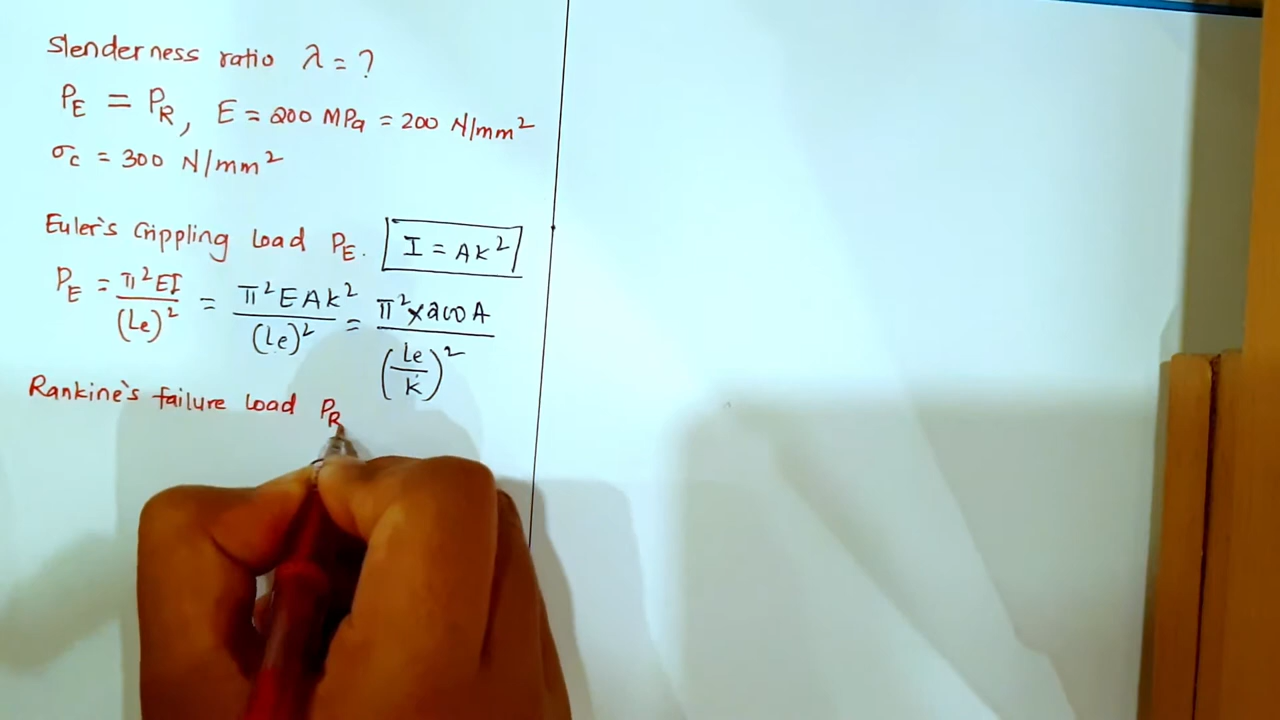 Slenderness ratio λ = ?
P_E = P_R, E = 200 MPa = 200 N/mm²
σ_c = 300 N/mm²
Euler's Crippling Load P_E. I = AK²
P_E = π²EI/(Le)² = π²EAK²/(Le)² = π²×200A/(Le/K)²
Rankine's failure Load P_R